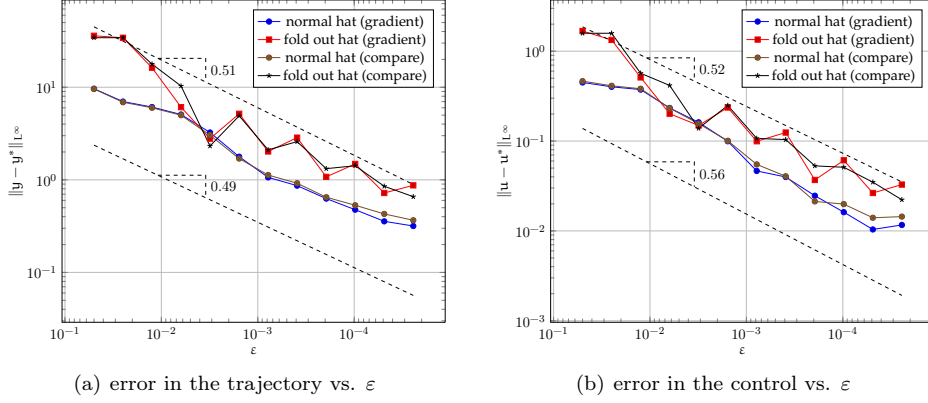 normal hat (gradient)
fold out hat (gradient)
normal hat (compare)
fold out hat (compare)
0.51
0.49
10^1
10^0
10^−1
‖y − y*‖_L∞
10^−1
10^−2
10^−3
10^−4
ε
(a) error in the trajectory vs. ε
normal hat (gradient)
fold out hat (gradient)
normal hat (compare)
fold out hat (compare)
0.52
0.56
10^0
10^−1
10^−2
10^−3
‖u − u*‖_L∞
10^−1
10^−2
10^−3
10^−4
ε
(b) error in the control vs. ε